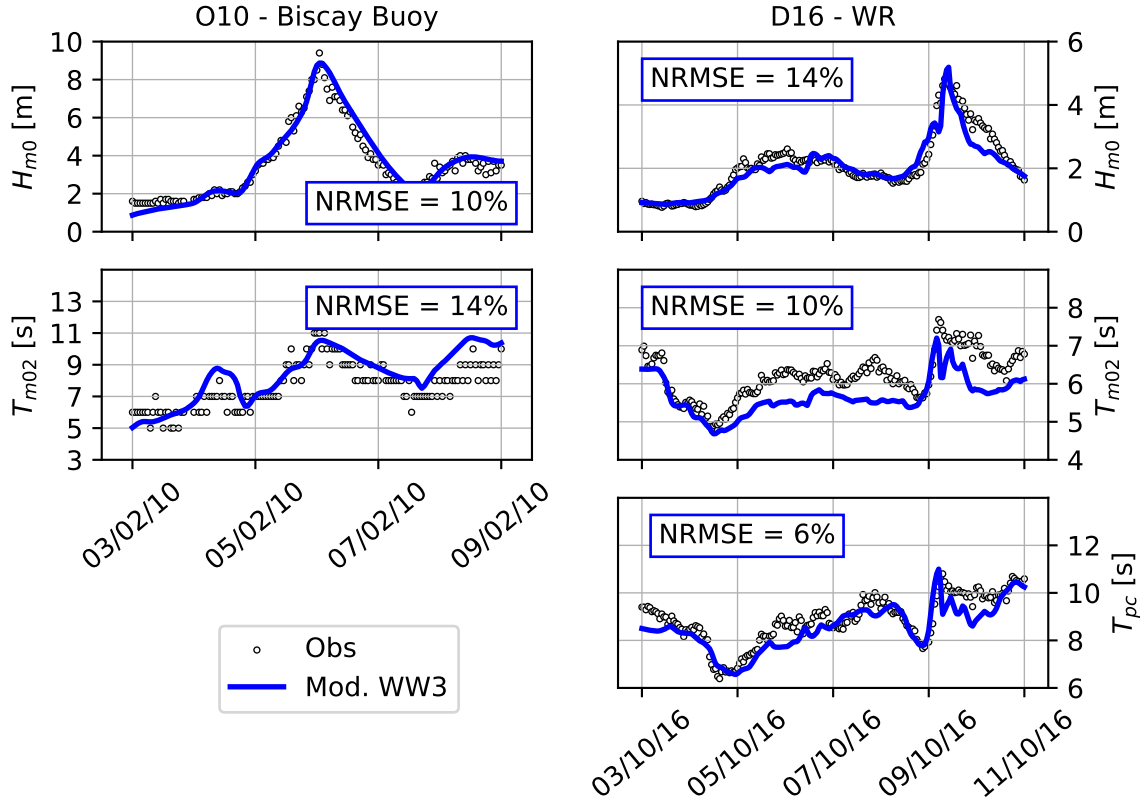 O10 - Biscay Buoy
D16 - WR
10
8
6
4
2
0
H_m0 [m]
NRMSE = 10%
NRMSE = 14%
6
4
2
0
H_m0 [m]
13
11
9
7
5
3
T_m02 [s]
NRMSE = 14%
03/02/10
05/02/10
07/02/10
09/02/10
NRMSE = 10%
8
7
6
5
4
T_m02 [s]
NRMSE = 6%
12
10
8
6
T_pc [s]
03/10/16
05/10/16
07/10/16
09/10/16
11/10/16
Obs
Mod. WW3